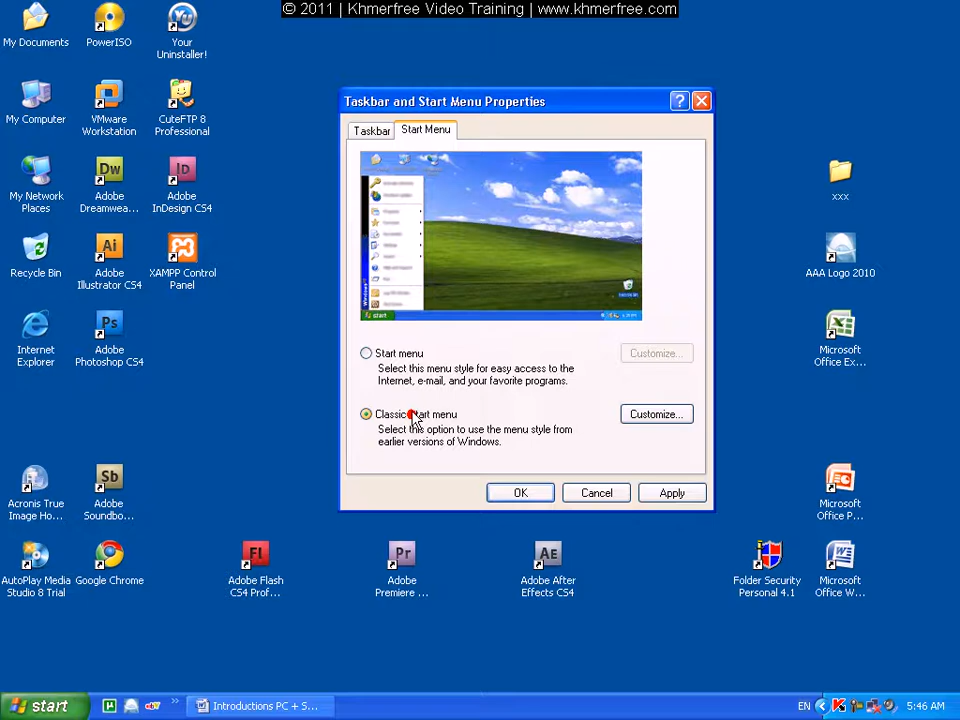 © 2011 | Khmerfree Video Training | www.khmerfree.com
My Documents
PowerISO
Your
Uninstaller!
My Computer
VMware
Workstation
CuteFTP 8
Professional
My Network
Places
Adobe
Dreamwea...
Adobe
InDesign CS4
Recycle Bin
Adobe
Illustrator CS4
XAMPP Control
Panel
Internet
Explorer
Adobe
Photoshop CS4
Acronis True
Image Ho...
Adobe
Soundbo...
AutoPlay Media
Studio 8 Trial
Google Chrome
Adobe Flash
CS4 Prof...
Adobe
Premiere ...
Adobe After
Effects CS4
Folder Security
Personal 4.1
Microsoft
Office W...
Microsoft
Office P...
Microsoft
Office Ex...
AAA Logo 2010
xxx
Taskbar and Start Menu Properties
Taskbar
Start Menu
start
Start menu
Customize...
Select this menu style for easy access to the
Internet, e-mail, and your favorite programs.
Classic Start menu
Customize...
Select this option to use the menu style from
earlier versions of Windows.
OK
Cancel
Apply
start
Introductions PC + S...
EN
5:46 AM